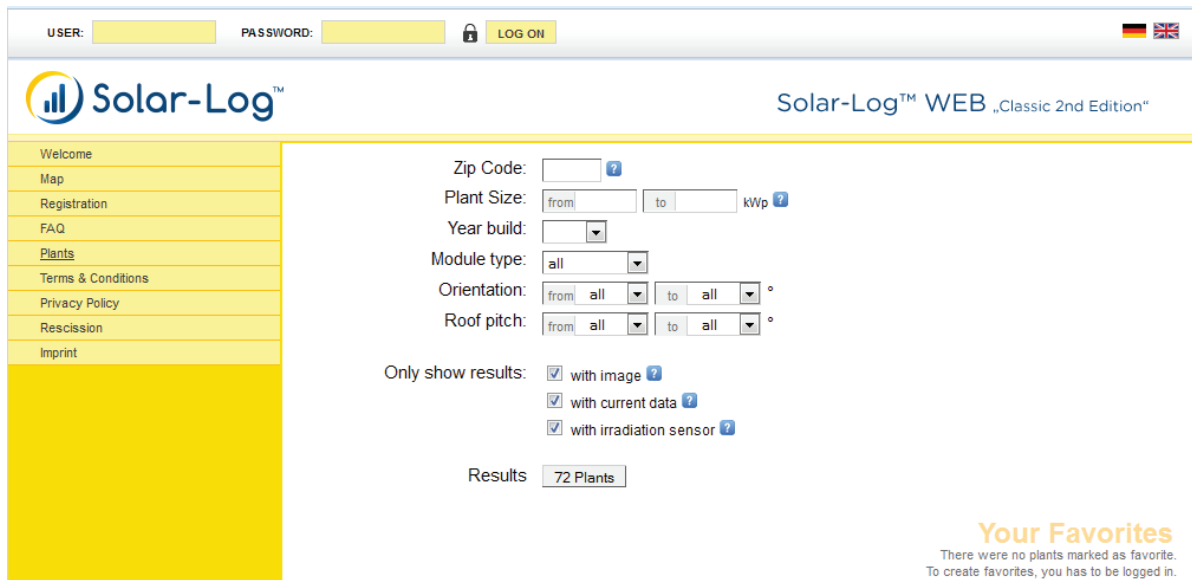 USER: PASSWORD: LOG ON
Solar-Log™
Solar-Log™ WEB „Classic 2nd Edition“
Welcome
Map
Registration
FAQ
Plants
Terms & Conditions
Privacy Policy
Rescission
Imprint
Zip Code: ?
Plant Size: from to kWp ?
Year build:
Module type: all
Orientation: from all to all °
Roof pitch: from all to all °
Only show results: with image ?
with current data ?
with irradiation sensor ?
Results 72 Plants
Your Favorites
There were no plants marked as favorite.
To create favorites, you has to be logged in.